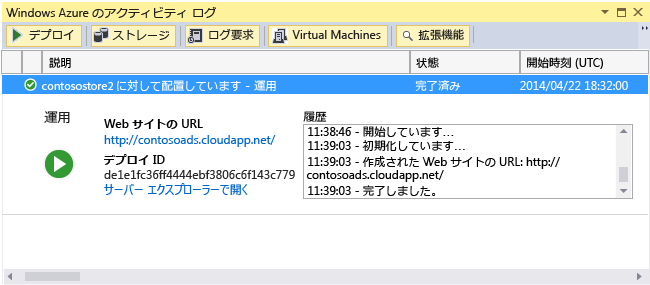 Windows Azure のアクティビティ ログ
デプロイ ストレージ ログ要求 Virtual Machines 拡張機能
説明 状態 開始時刻 (UTC)
contosostore2 に対して配置しています - 運用 完了済み 2014/04/22 18:32:00
運用
Web サイトの URL
http://contosoads.cloudapp.net/
デプロイ ID
de1e1fc36ff4444ebf3806c6f143c779
サーバー エクスプローラーで開く
履歴
11:38:46 - 開始しています...
11:39:03 - 初期化しています...
11:39:03 - 作成された Web サイトの URL: http://
contosoads.cloudapp.net/
11:39:03 - 完了しました。